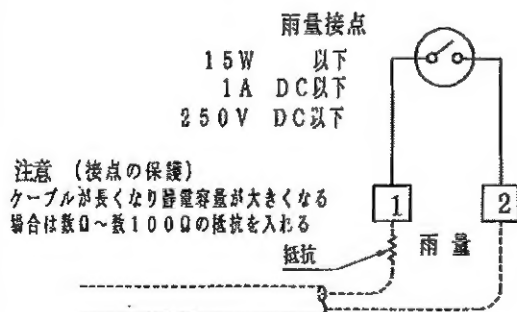 雨量接点
15W 以下
1A DC以下
250V DC以下
注意 (接点の保護)
ケーブルが長くなり蓄電容量が大きくなる
場合は数Ω~数100Ωの抵抗を入れる
1
2
抵抗
雨量